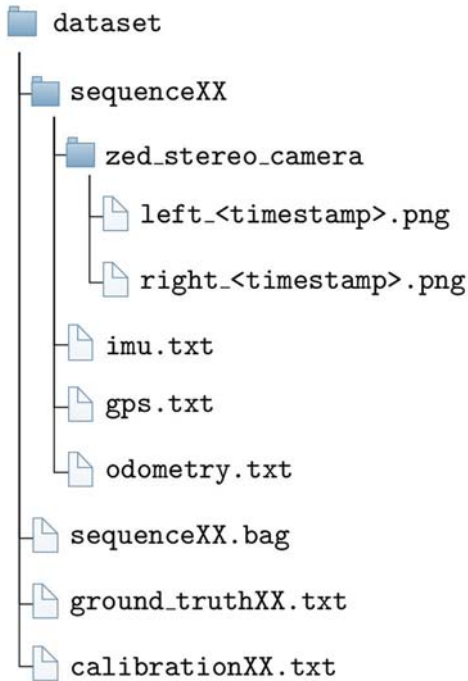 dataset
sequenceXX
zed_stereo_camera
left_<timestamp>.png
right_<timestamp>.png
imu.txt
gps.txt
odometry.txt
sequenceXX.bag
ground_truthXX.txt
calibrationXX.txt